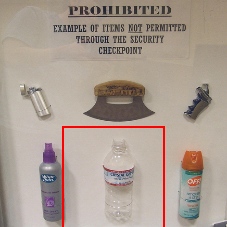 PROHIBITED
EXAMPLE OF ITEMS NOT PERMITTED
THROUGH THE SECURITY
CHECKPOINT
OFF!